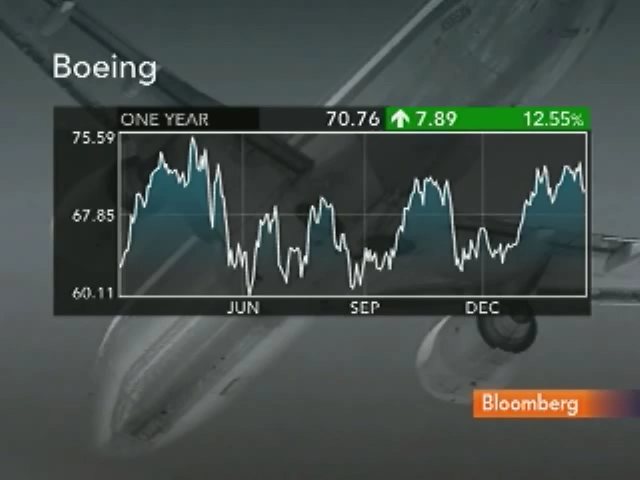 Boeing
ONE YEAR 70.76 7.89 12.55%
75.59
67.85
60.11
JUN SEP DEC
Bloomberg